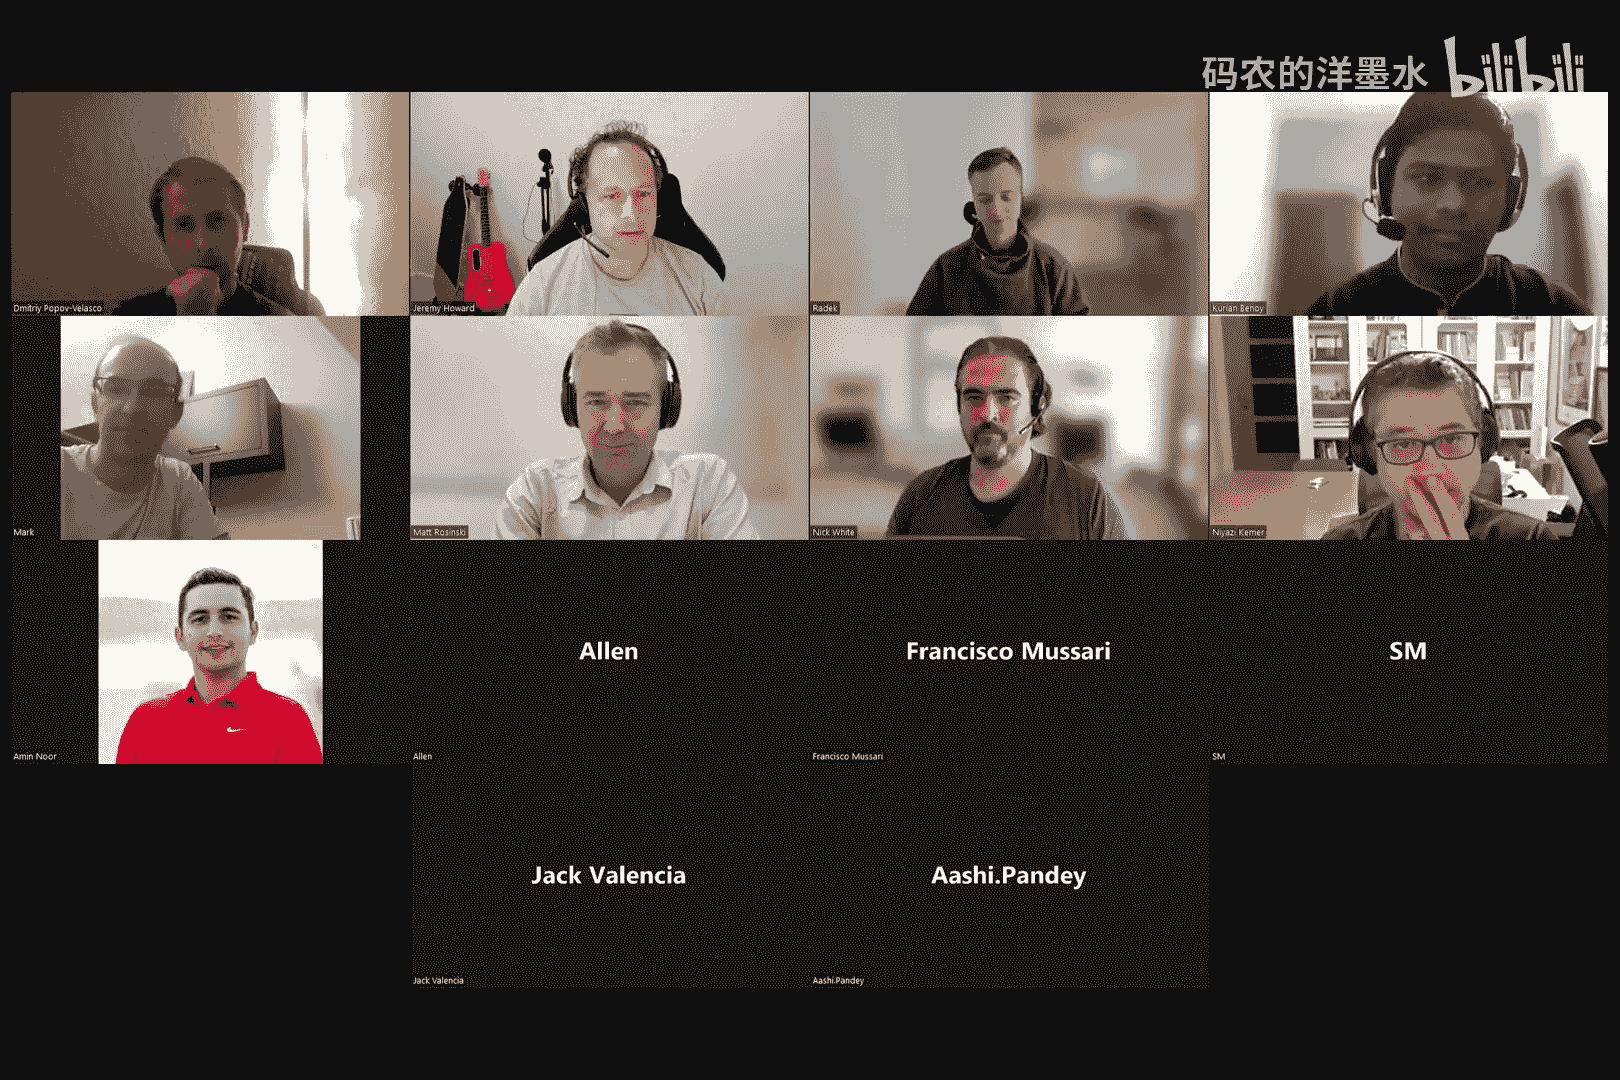 码农的洋墨水 bilibili
Dmitriy Popov-Velasco
Jeremy Howard
Radek
Kurian Benoy
Mark
Matt Rosinski
Nick White
Niyazi Kemer
Allen
Francisco Mussari
SM
Amin Noor
Allen
Francisco Mussari
SM
Jack Valencia
Aashi.Pandey
Jack Valencia
Aashi.Pandey